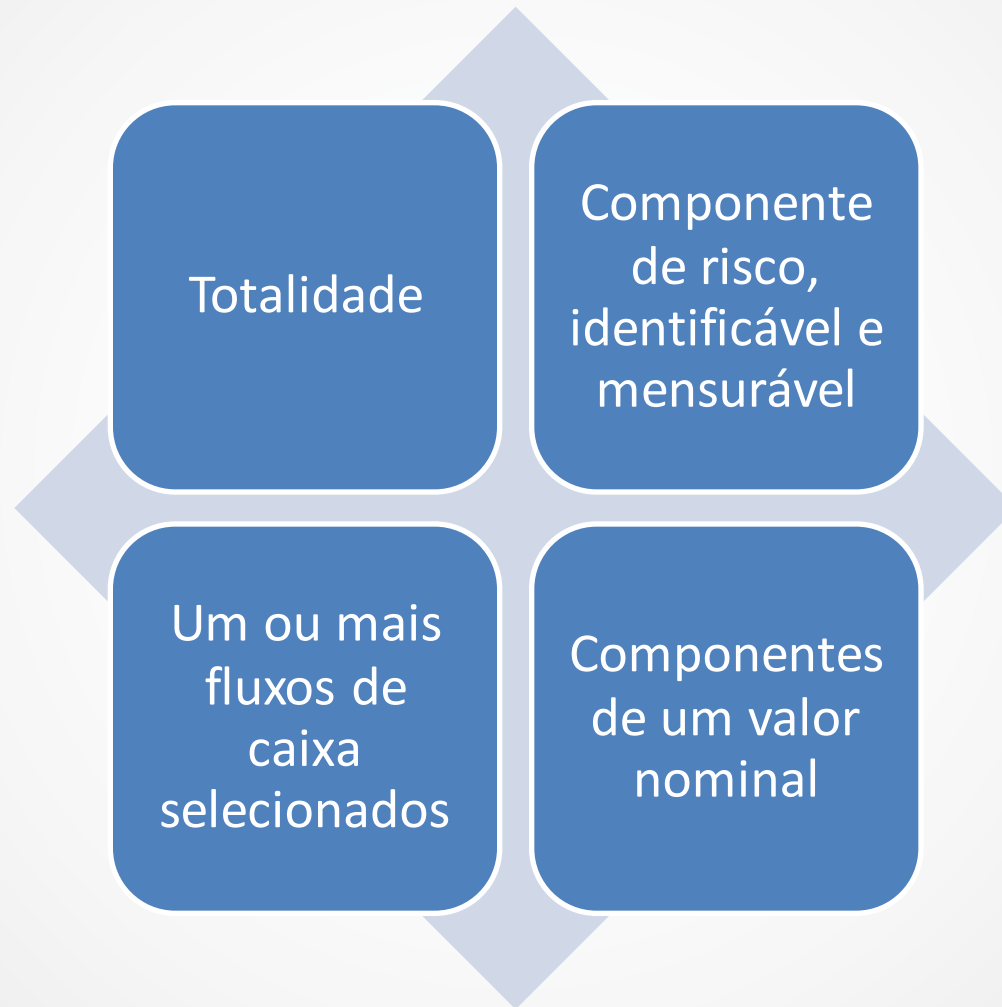 Totalidade
Componente
de risco,
identificável e
mensurável
Um ou mais
fluxos de
caixa
selecionados
Componentes
de um valor
nominal